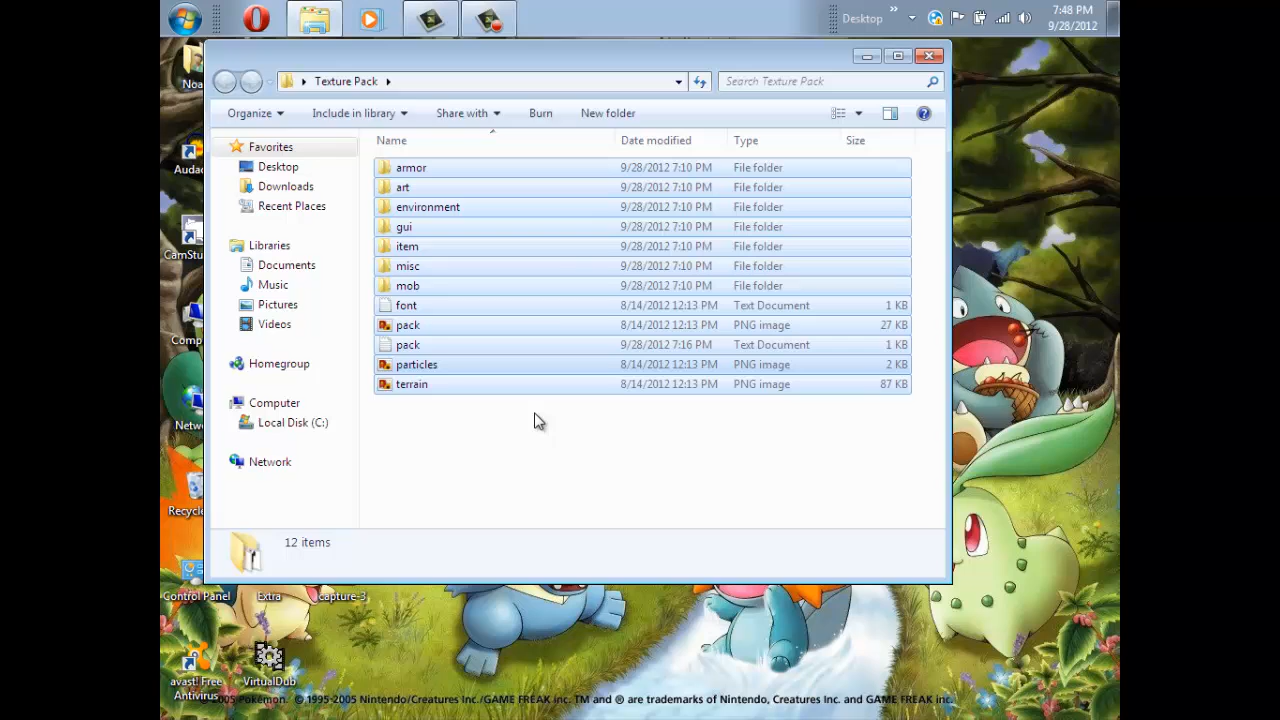 Desktop
»
7:48 PM
9/28/2012
Texture Pack
Search Texture Pack
Organize
Include in library
Share with
Burn
New folder
Name
Date modified
Type
Size
Favorites
Desktop
Downloads
Recent Places
Libraries
Documents
Music
Pictures
Videos
Homegroup
Computer
Local Disk (C:)
Network
armor 9/28/2012 7:10 PM File folder
art 9/28/2012 7:10 PM File folder
environment 9/28/2012 7:10 PM File folder
gui 9/28/2012 7:10 PM File folder
item 9/28/2012 7:10 PM File folder
misc 9/28/2012 7:10 PM File folder
mob 9/28/2012 7:10 PM File folder
font 8/14/2012 12:13 PM Text Document 1 KB
pack 8/14/2012 12:13 PM PNG image 27 KB
pack 9/28/2012 7:16 PM Text Document 1 KB
particles 8/14/2012 12:13 PM PNG image 2 KB
terrain 8/14/2012 12:13 PM PNG image 87 KB
12 items
Noa
Audac
CamStu
Comp
Netw
Recycl
Control Panel
Extra
capture-3
avast! Free
Antivirus
VirtualDub
2005 Pokémon. © 1995-2005 Nintendo/Creatures Inc./GAME FREAK inc. TM and ® are trademarks of Nintendo, Creatures Inc. and GAME FREAK inc.